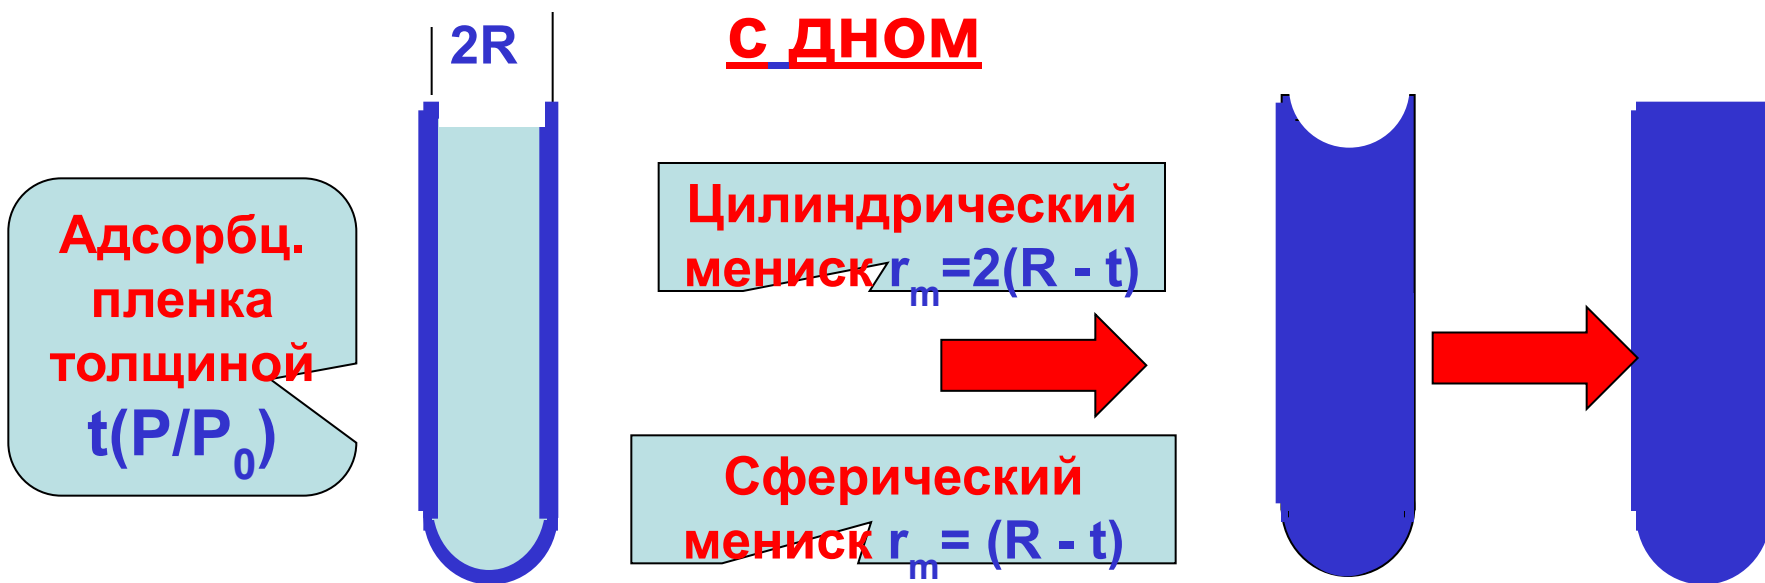 с дном
2R
Адсорбц.
пленка
толщиной
t(P/P₀)
Цилиндрический
мениск rₘ=2(R - t)
Сферический
мениск rₘ= (R - t)